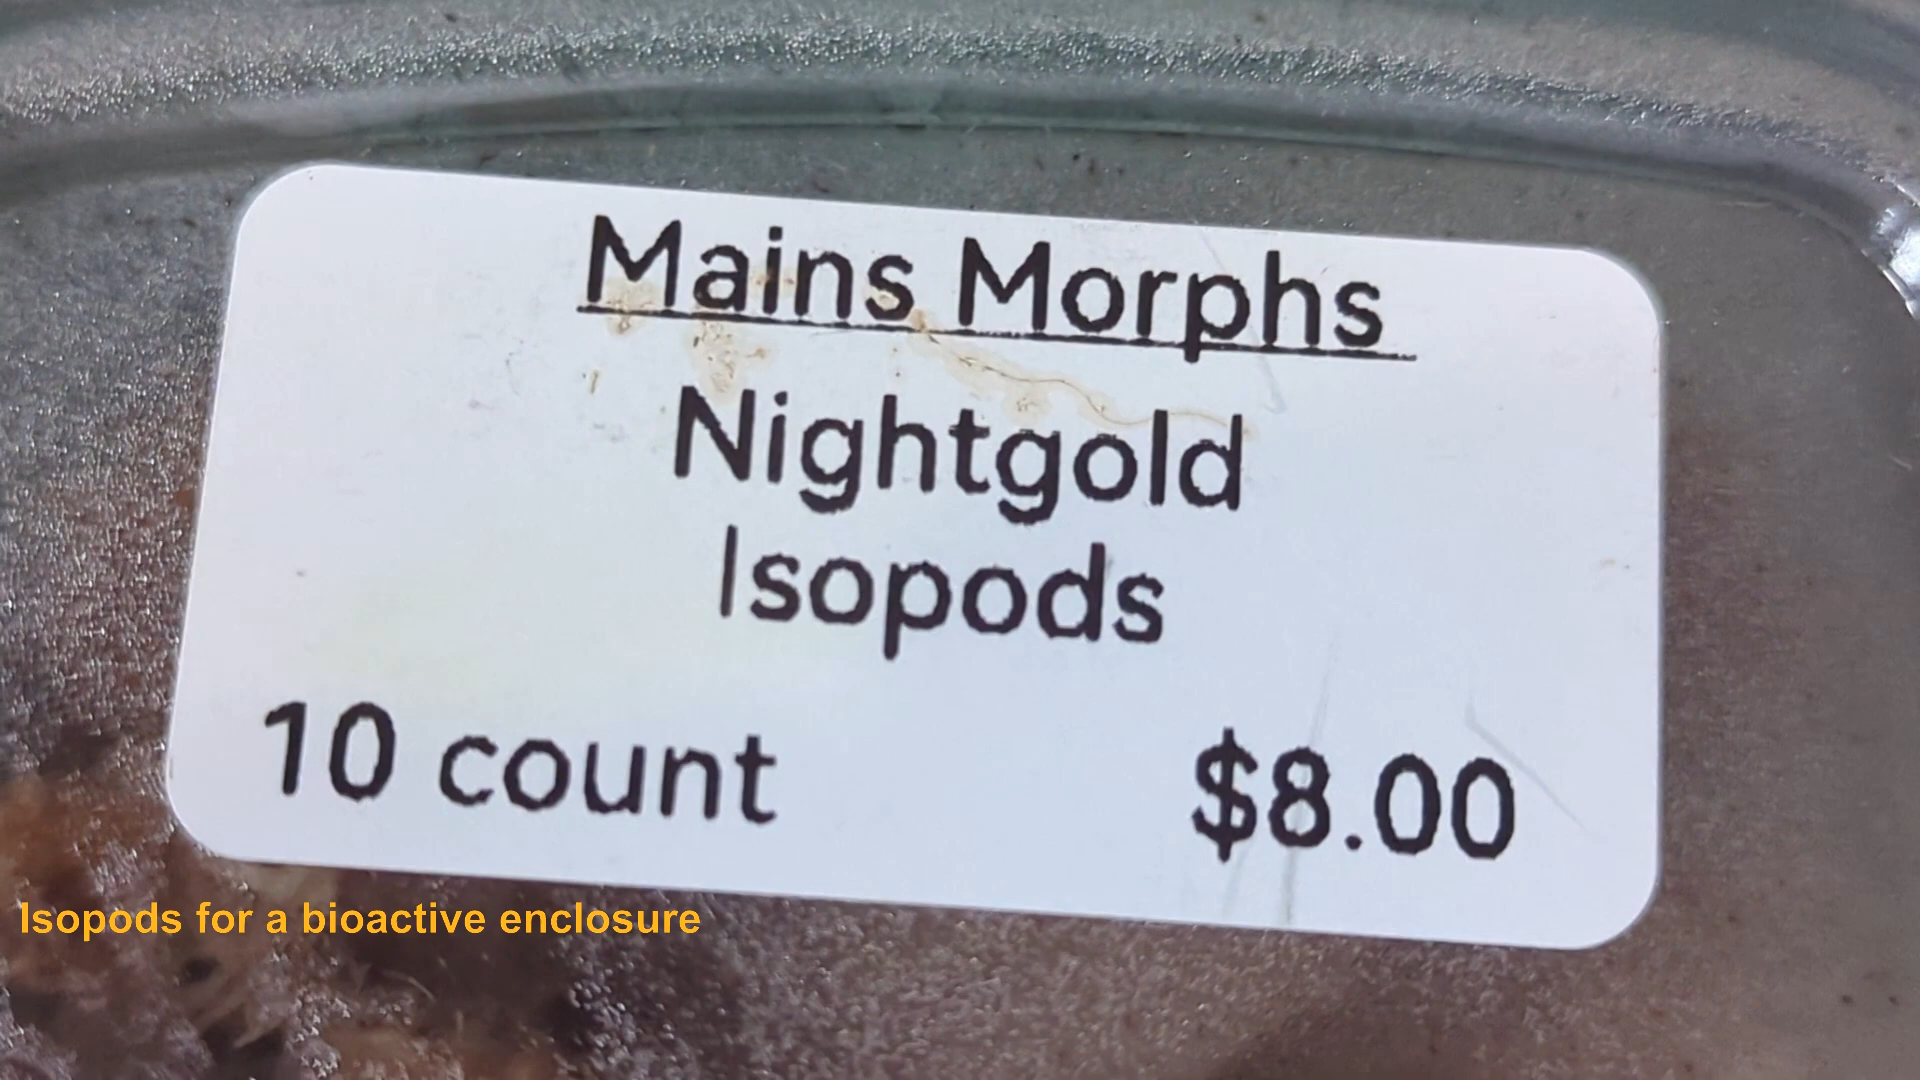 Mains Morphs
Nightgold
Isopods
10 count $8.00
Isopods for a bioactive enclosure